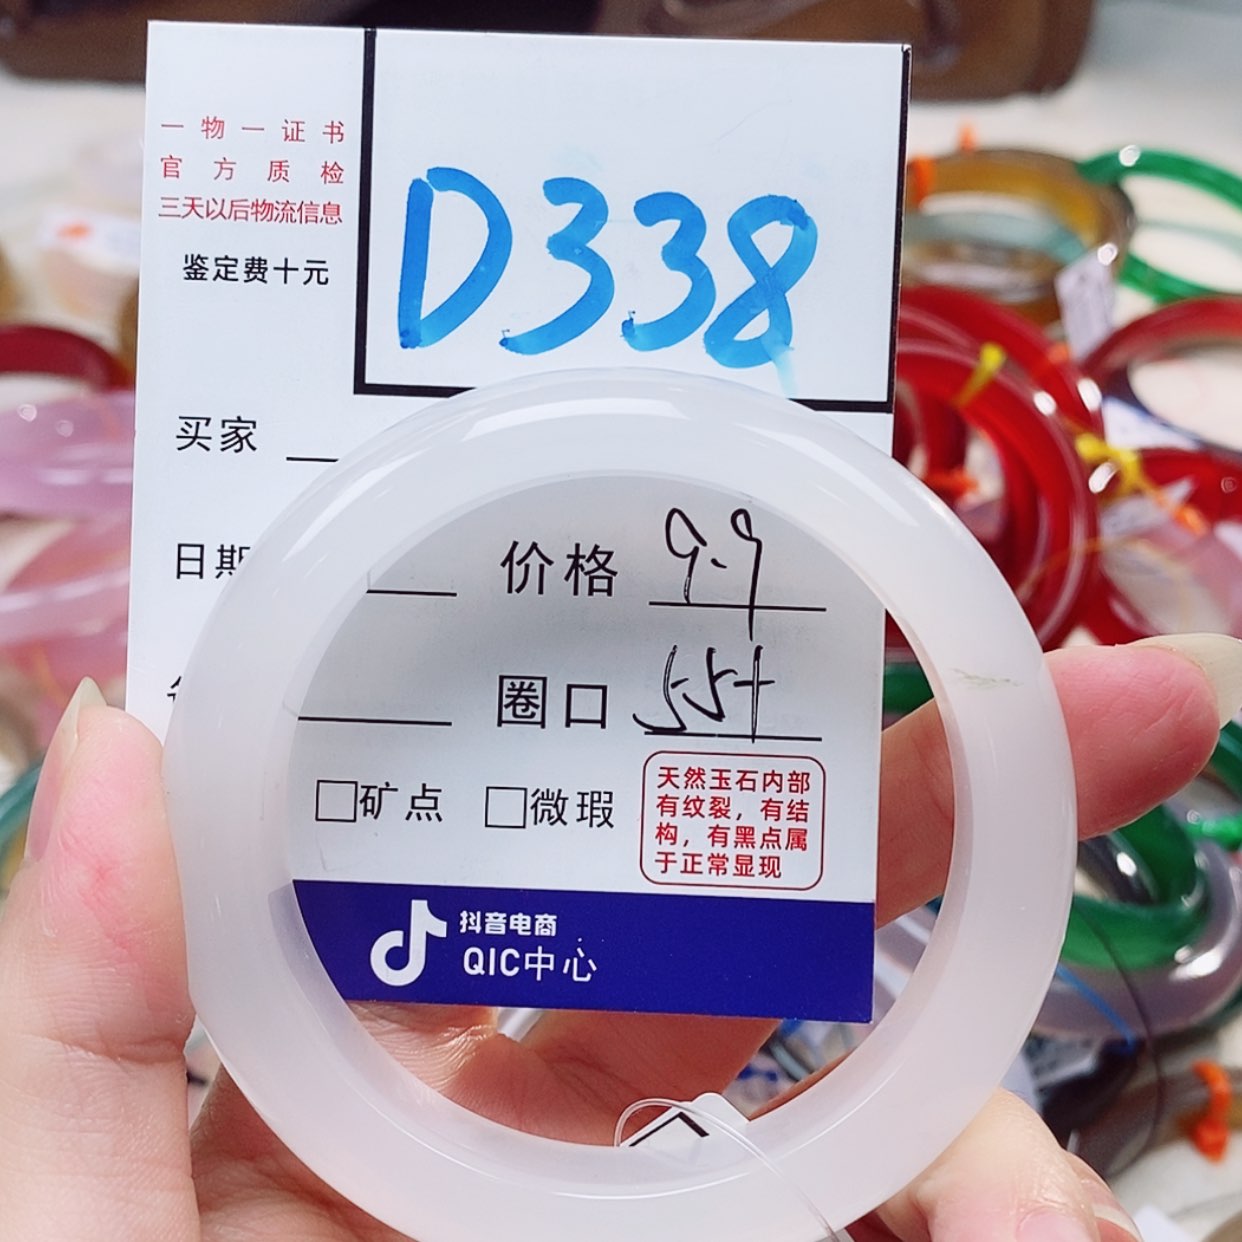 一物一证书
官方质检
三天以后物流信息
鉴定费十元
D338
买家
日期
价格 9.9
圈口 55+
矿点 微瑕
天然玉石内部
有纹裂，有结
构，有黑点属
于正常显现
抖音电商
QIC中心